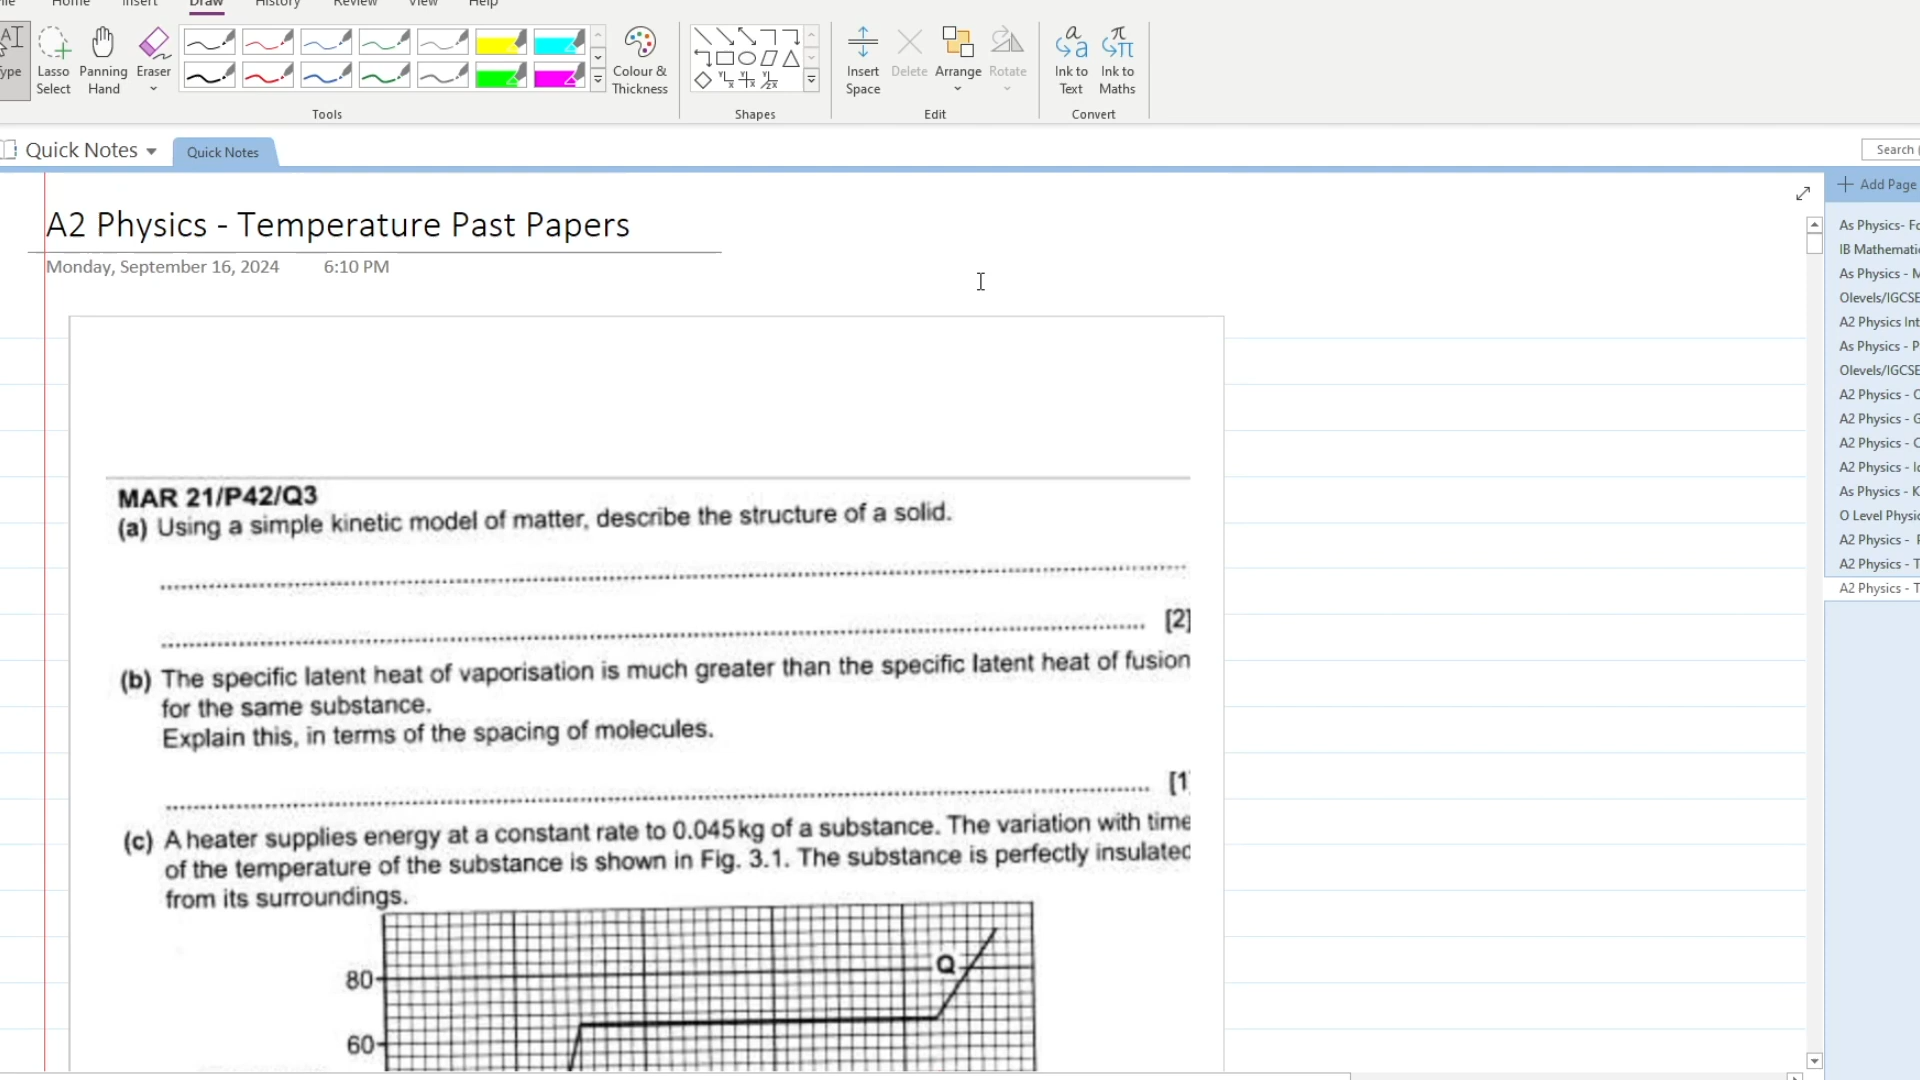 Home Insert Draw History Review View Help
Type
Lasso Select
Panning Hand
Eraser
Colour & Thickness
Insert Space
Delete
Arrange
Rotate
Ink to Text
Ink to Maths
Tools
Shapes
Edit
Convert
Quick Notes
Quick Notes
Search
Add Page
A2 Physics - Temperature Past Papers
Monday, September 16, 2024 6:10 PM
MAR 21/P42/Q3
(a) Using a simple kinetic model of matter, describe the structure of a solid.
[2]
(b) The specific latent heat of vaporisation is much greater than the specific latent heat of fusion
for the same substance.
Explain this, in terms of the spacing of molecules.
[1
(c) A heater supplies energy at a constant rate to 0.045 kg of a substance. The variation with time
of the temperature of the substance is shown in Fig. 3.1. The substance is perfectly insulated
from its surroundings.
Q
80
60
As Physics- Fo
IB Mathematic
As Physics - M
Olevels/IGCSE
A2 Physics Int
As Physics - P
Olevels/IGCSE
A2 Physics -
A2 Physics -
A2 Physics -
A2 Physics -
As Physics - K
O Level Physic
A2 Physics -
A2 Physics - T
A2 Physics - T